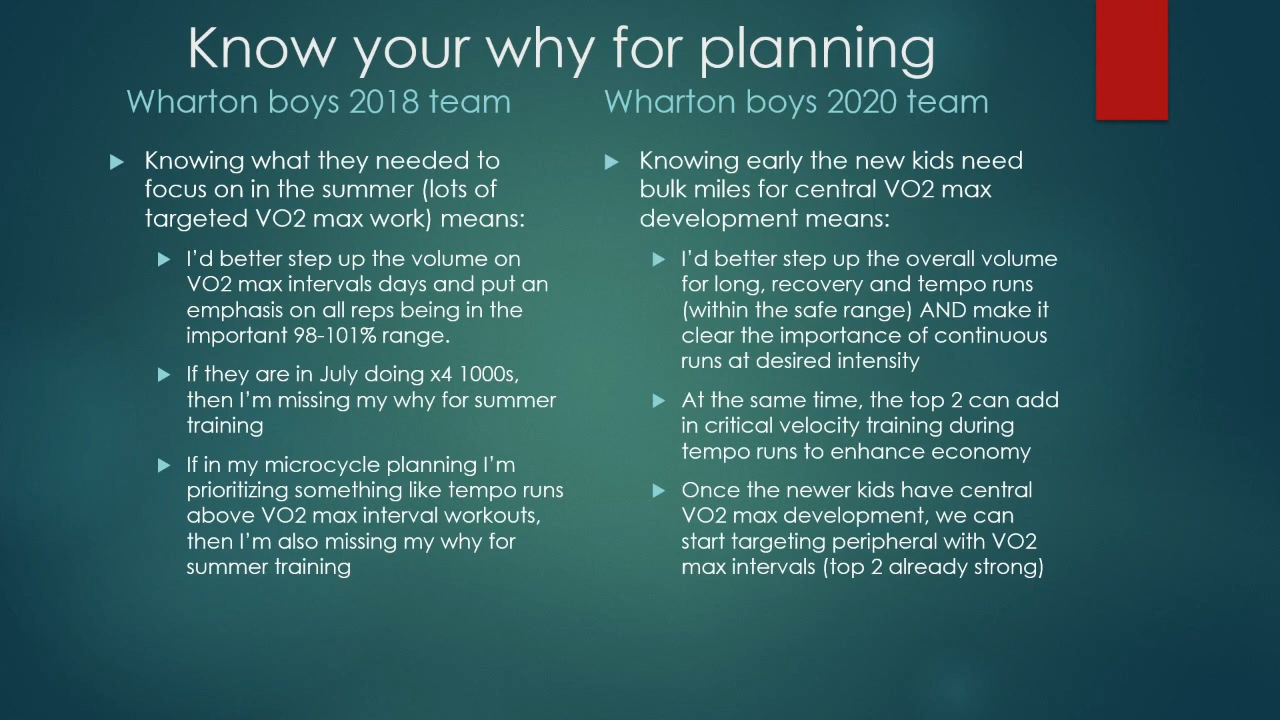 Know your why for planning
Wharton boys 2018 team
Knowing what they needed to
focus on in the summer (lots of
targeted VO2 max work) means:
I'd better step up the volume on
VO2 max intervals days and put an
emphasis on all reps being in the
important 98-101% range.
If they are in July doing x4 1000s,
then I'm missing my why for summer
training
If in my microcycle planning I'm
prioritizing something like tempo runs
above VO2 max interval workouts,
then I'm also missing my why for
summer training
Wharton boys 2020 team
Knowing early the new kids need
bulk miles for central VO2 max
development means:
I'd better step up the overall volume
for long, recovery and tempo runs
(within the safe range) AND make it
clear the importance of continuous
runs at desired intensity
At the same time, the top 2 can add
in critical velocity training during
tempo runs to enhance economy
Once the newer kids have central
VO2 max development, we can
start targeting peripheral with VO2
max intervals (top 2 already strong)